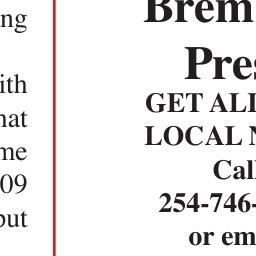 ng
ith
hat
me
09
out
Brem
Pres
GET ALL
LOCAL N
Call
254-746-
or em